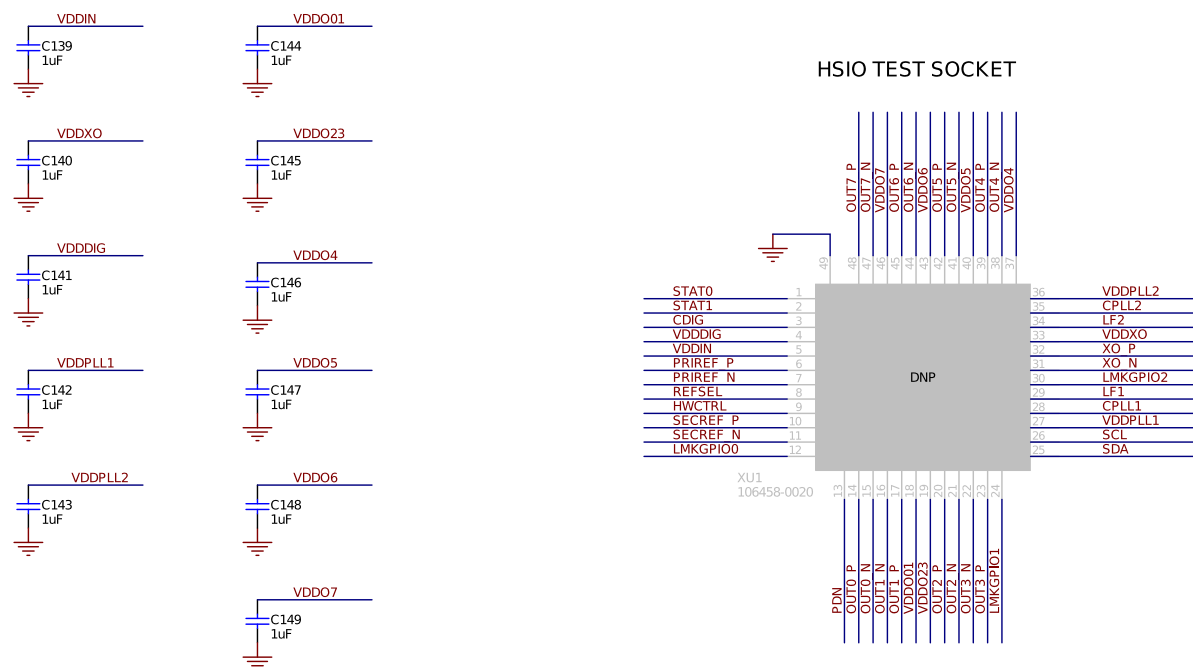 VDDIN
C139
1uF
VDDXO
C140
1uF
VDDDIG
C141
1uF
VDDPLL1
C142
1uF
VDDPLL2
C143
1uF
VDDO01
C144
1uF
VDDO23
C145
1uF
VDDO4
C146
1uF
VDDO5
C147
1uF
VDDO6
C148
1uF
VDDO7
C149
1uF
HSIO TEST SOCKET
OUT7_P
OUT7_N
VDDO7
OUT6_P
OUT6_N
VDDO6
OUT5_P
OUT5_N
VDDO5
OUT4_P
OUT4_N
VDDO4
49
48
47
46
45
44
43
42
41
40
39
38
37
STAT0 1
STAT1 2
CDIG 3
VDDDIG 4
VDDIN 5
PRIREF_P 6
PRIREF_N 7
REFSEL 8
HWCTRL 9
SECREF_P 10
SECREF_N 11
LMKGPIO0 12
DNP
36 VDDPLL2
35 CPLL2
34 LF2
33 VDDXO
32 XO_P
31 XO_N
30 LMKGPIO2
29 LF1
28 CPLL1
27 VDDPLL1
26 SCL
25 SDA
XU1
106458-0020
13
14
15
16
17
18
19
20
21
22
23
24
PDN
OUT0_P
OUT0_N
OUT1_N
OUT1_P
VDDO01
VDDO23
OUT2_P
OUT2_N
OUT3_N
OUT3_P
LMKGPIO1